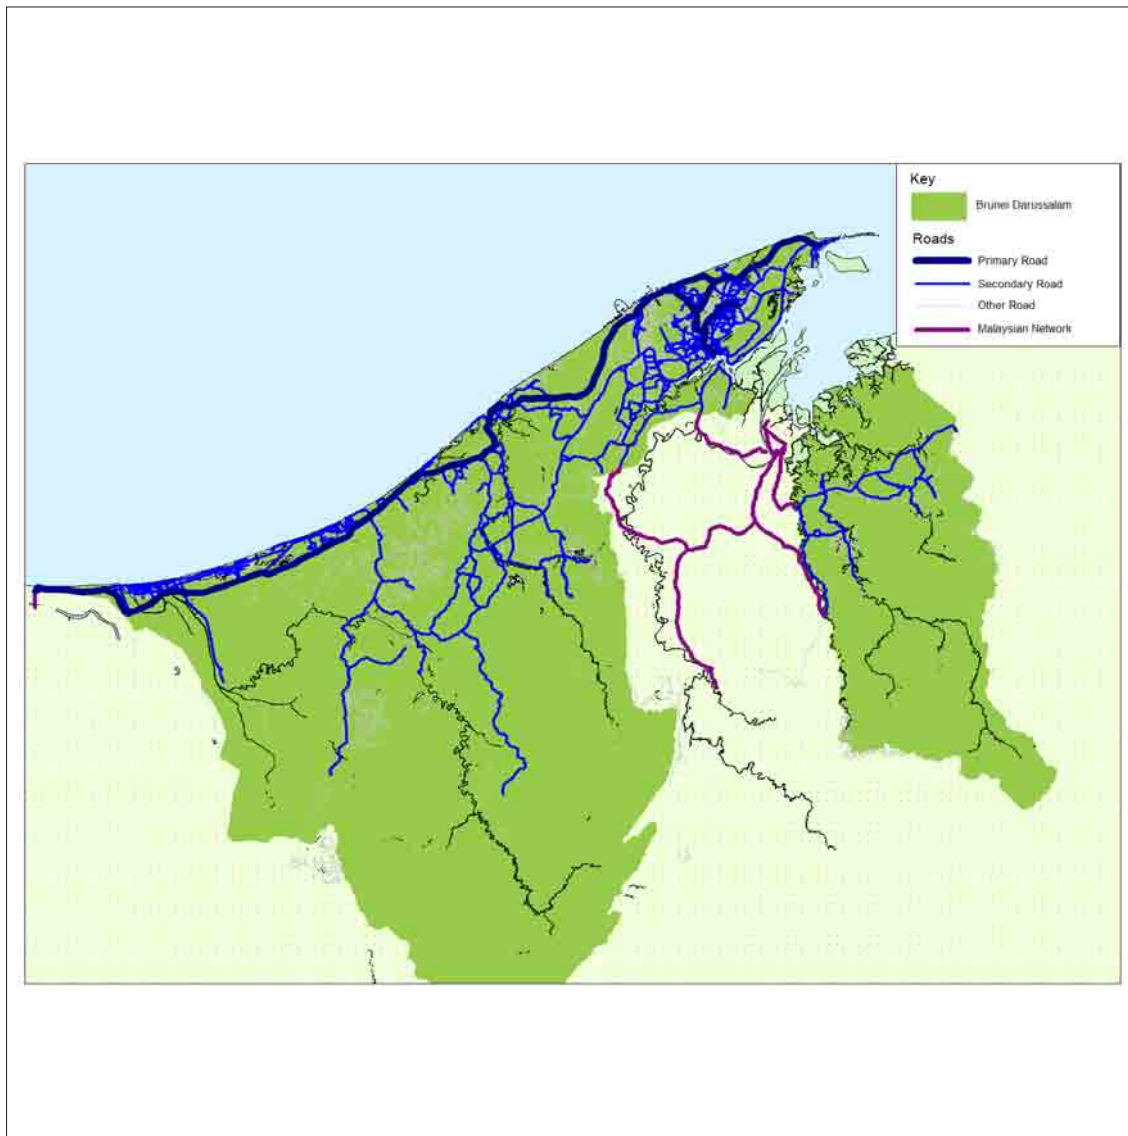 Key
Brunei Darussalam
Roads
Primary Road
Secondary Road
Other Road
Malaysian Network